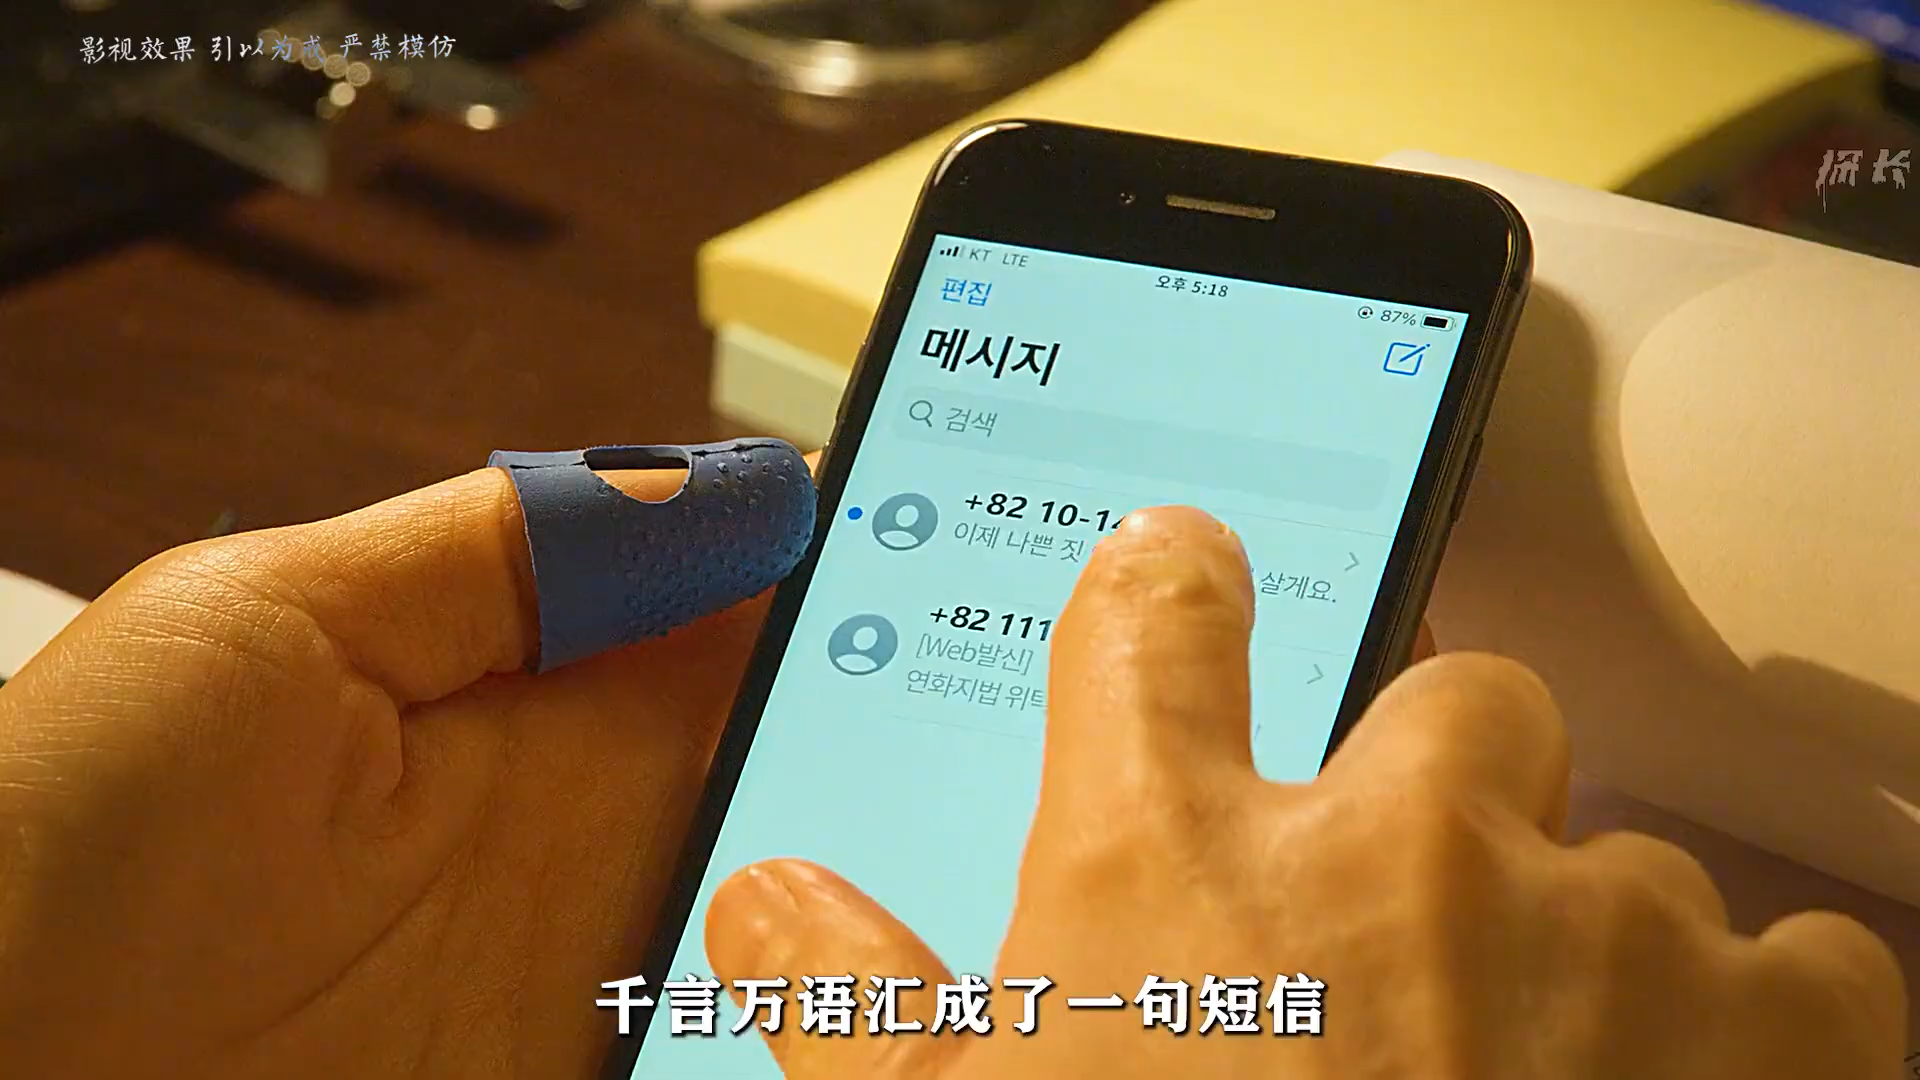 影视效果 引以为戒 严禁模仿
探长
KT LTE
오후 5:18
87%
편집
메시지
검색
+82 10-1
이제 나쁜 짓
살게요.
+82 111
[Web발신]
연화지법 위탁
千言万语汇成了一句短信